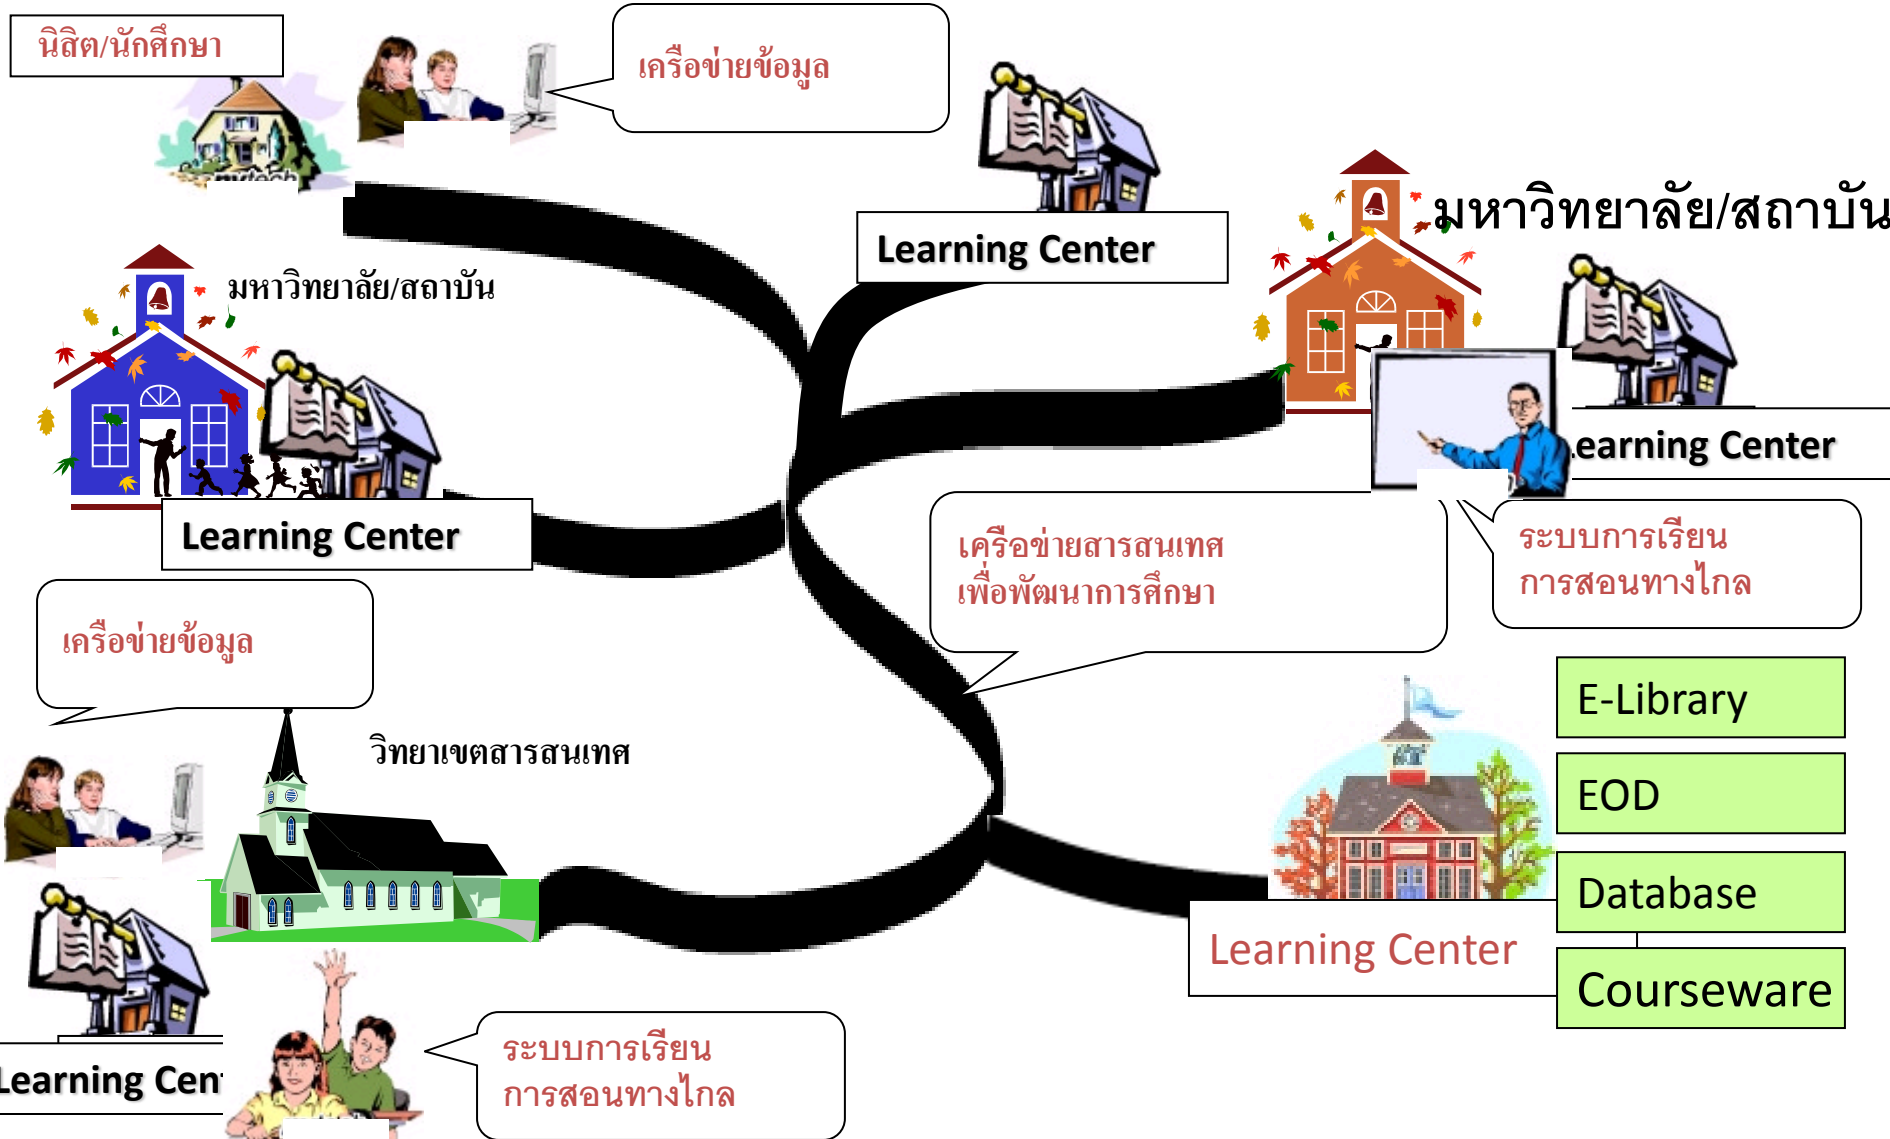 นิสิต/นักศึกษา
เครือข่ายข้อมูล
Learning Center
มหาวิทยาลัย/สถาบัน
มหาวิทยาลัย/สถาบัน
Learning Center
Learning Center
เครือข่ายสารสนเทศ
เพื่อพัฒนาการศึกษา
ระบบการเรียน
การสอนทางไกล
เครือข่ายข้อมูล
วิทยาเขตสารสนเทศ
E-Library
EOD
Database
Courseware
Learning Center
Learning Cen
ระบบการเรียน
การสอนทางไกล